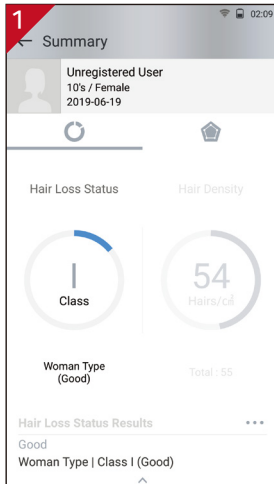 1
02:09
← Summary
Unregistered User
10's / Female
2019-06-19
Hair Loss Status
Hair Density
I
Class
54
Hairs/㎠
Woman Type
(Good)
Total : 55
Hair Loss Status Results
Good
Woman Type | Class I (Good)